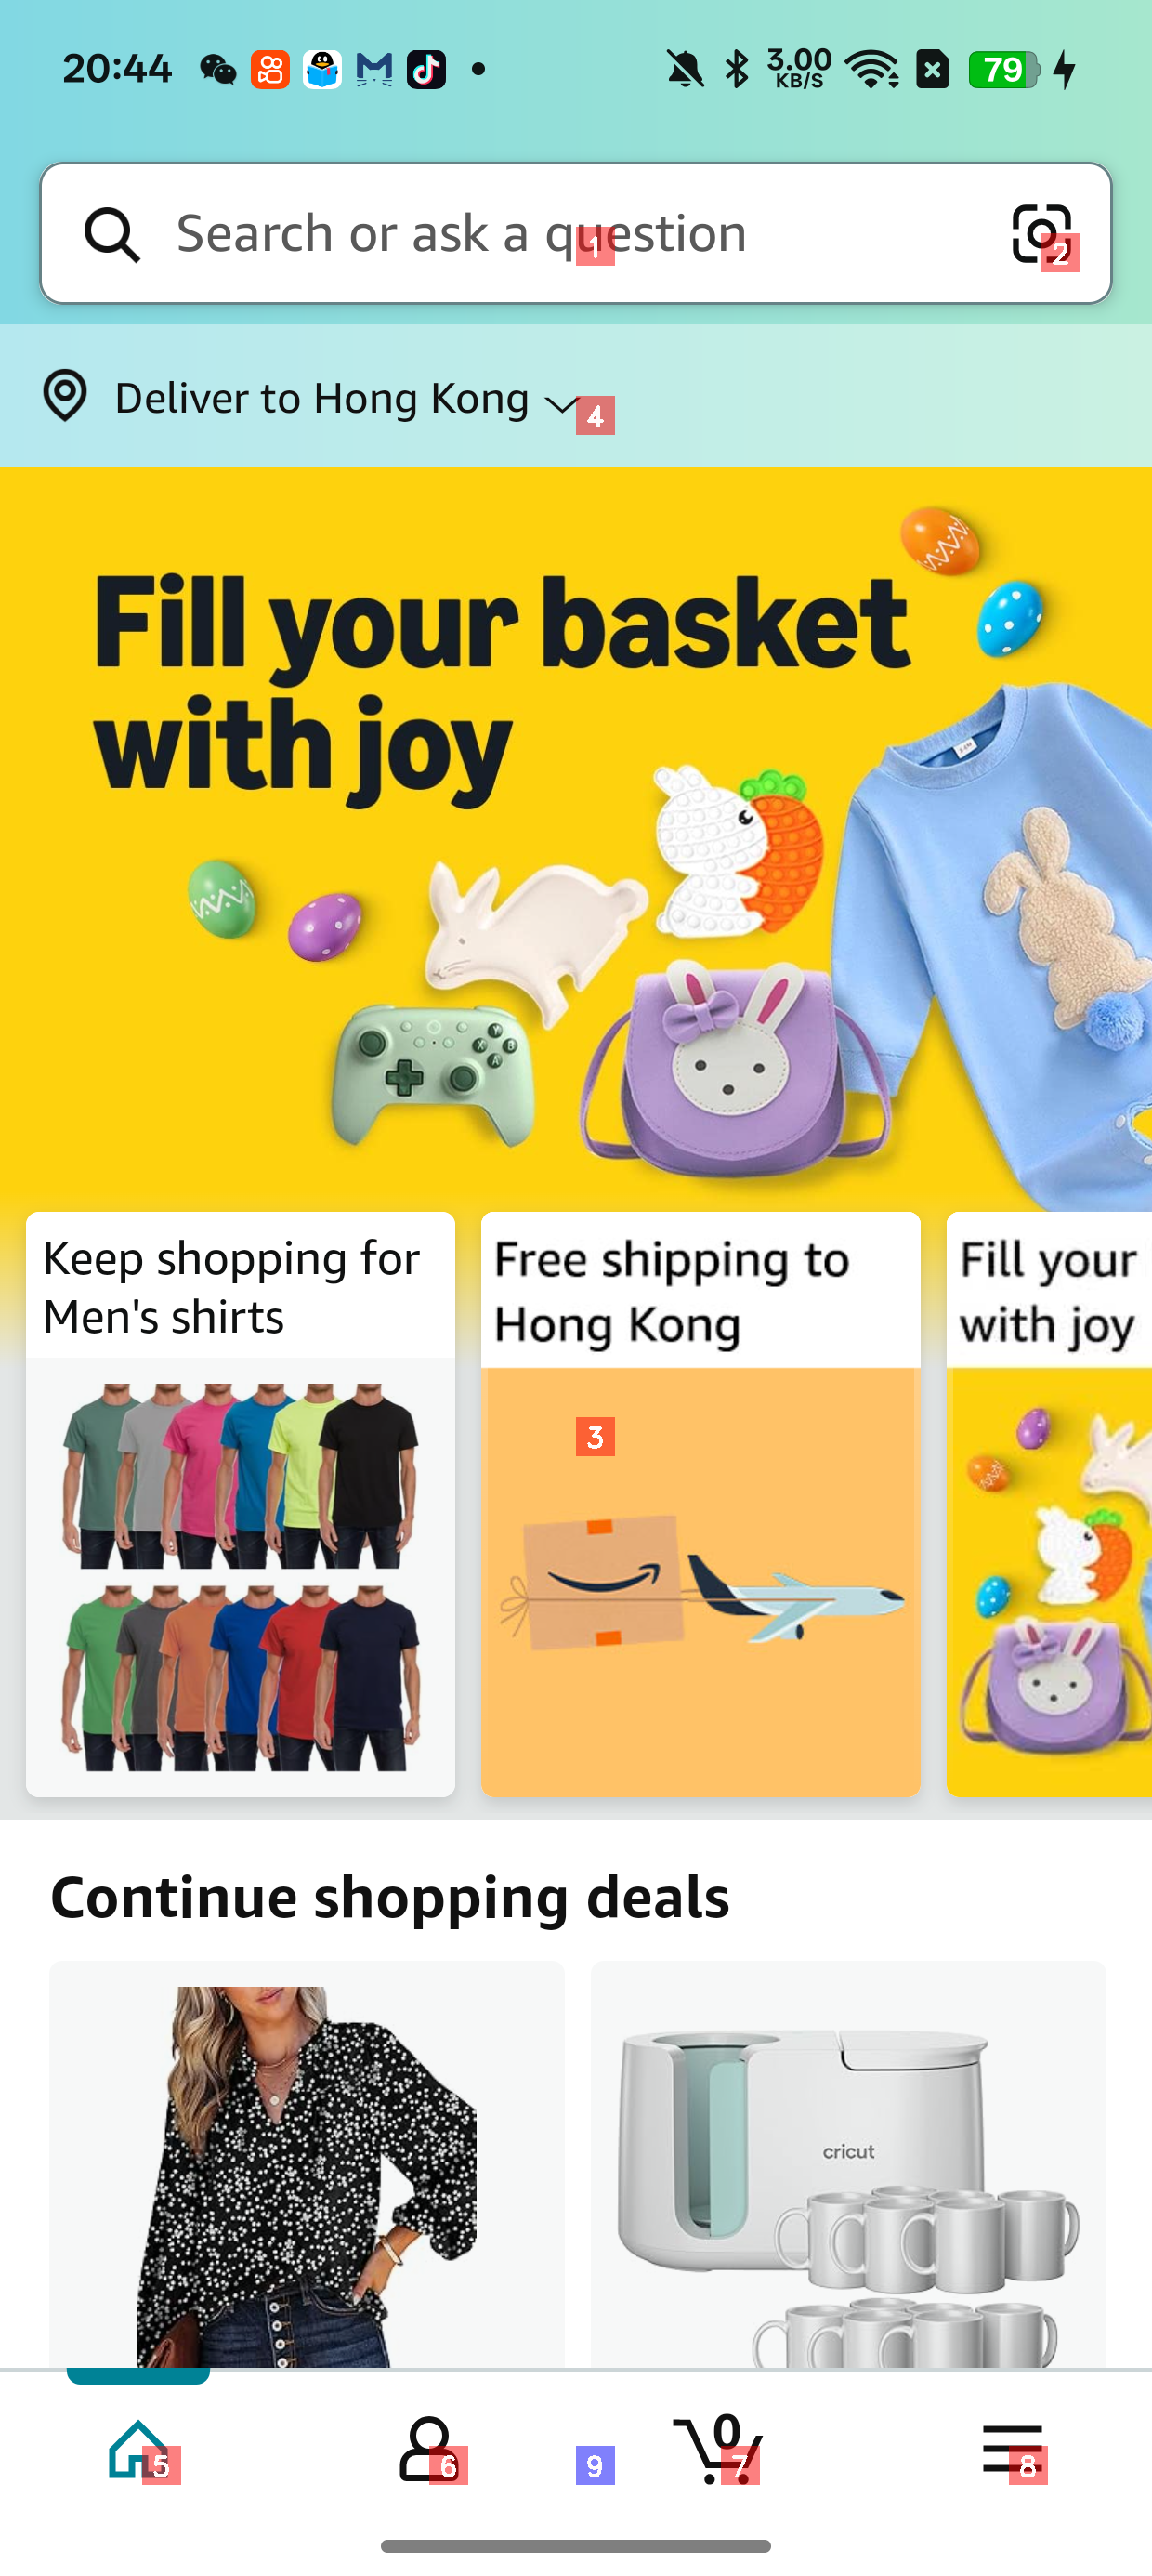 20:44
3.00
KB/S
79
Search or ask a question
1
2
Deliver to Hong Kong
4
Fill your basket
with joy
X
Y
B
A
Keep shopping for
Men's shirts
Free shipping to
Hong Kong
Fill your
with joy
3
Continue shopping deals
cricut
0
5
6
9
7
8